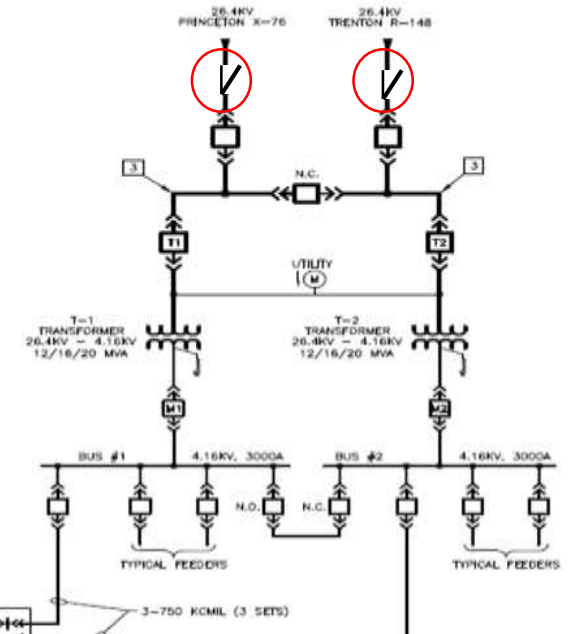 26.4KV
PRINCETON X-76
26.4KV
TRENTON R-148
3
N.C.
3
T1
T2
UTILITY
M
T-1
TRANSFORMER
26.4KV - 4.16KV
12/16/20 MVA
T-2
TRANSFORMER
26.4KV - 4.16KV
12/16/20 MVA
M1
M2
BUS #1
4.16KV, 3000A
BUS #2
4.16KV, 3000A
N.O.
N.C.
TYPICAL FEEDERS
TYPICAL FEEDERS
3-750 KCMIL (3 SETS)